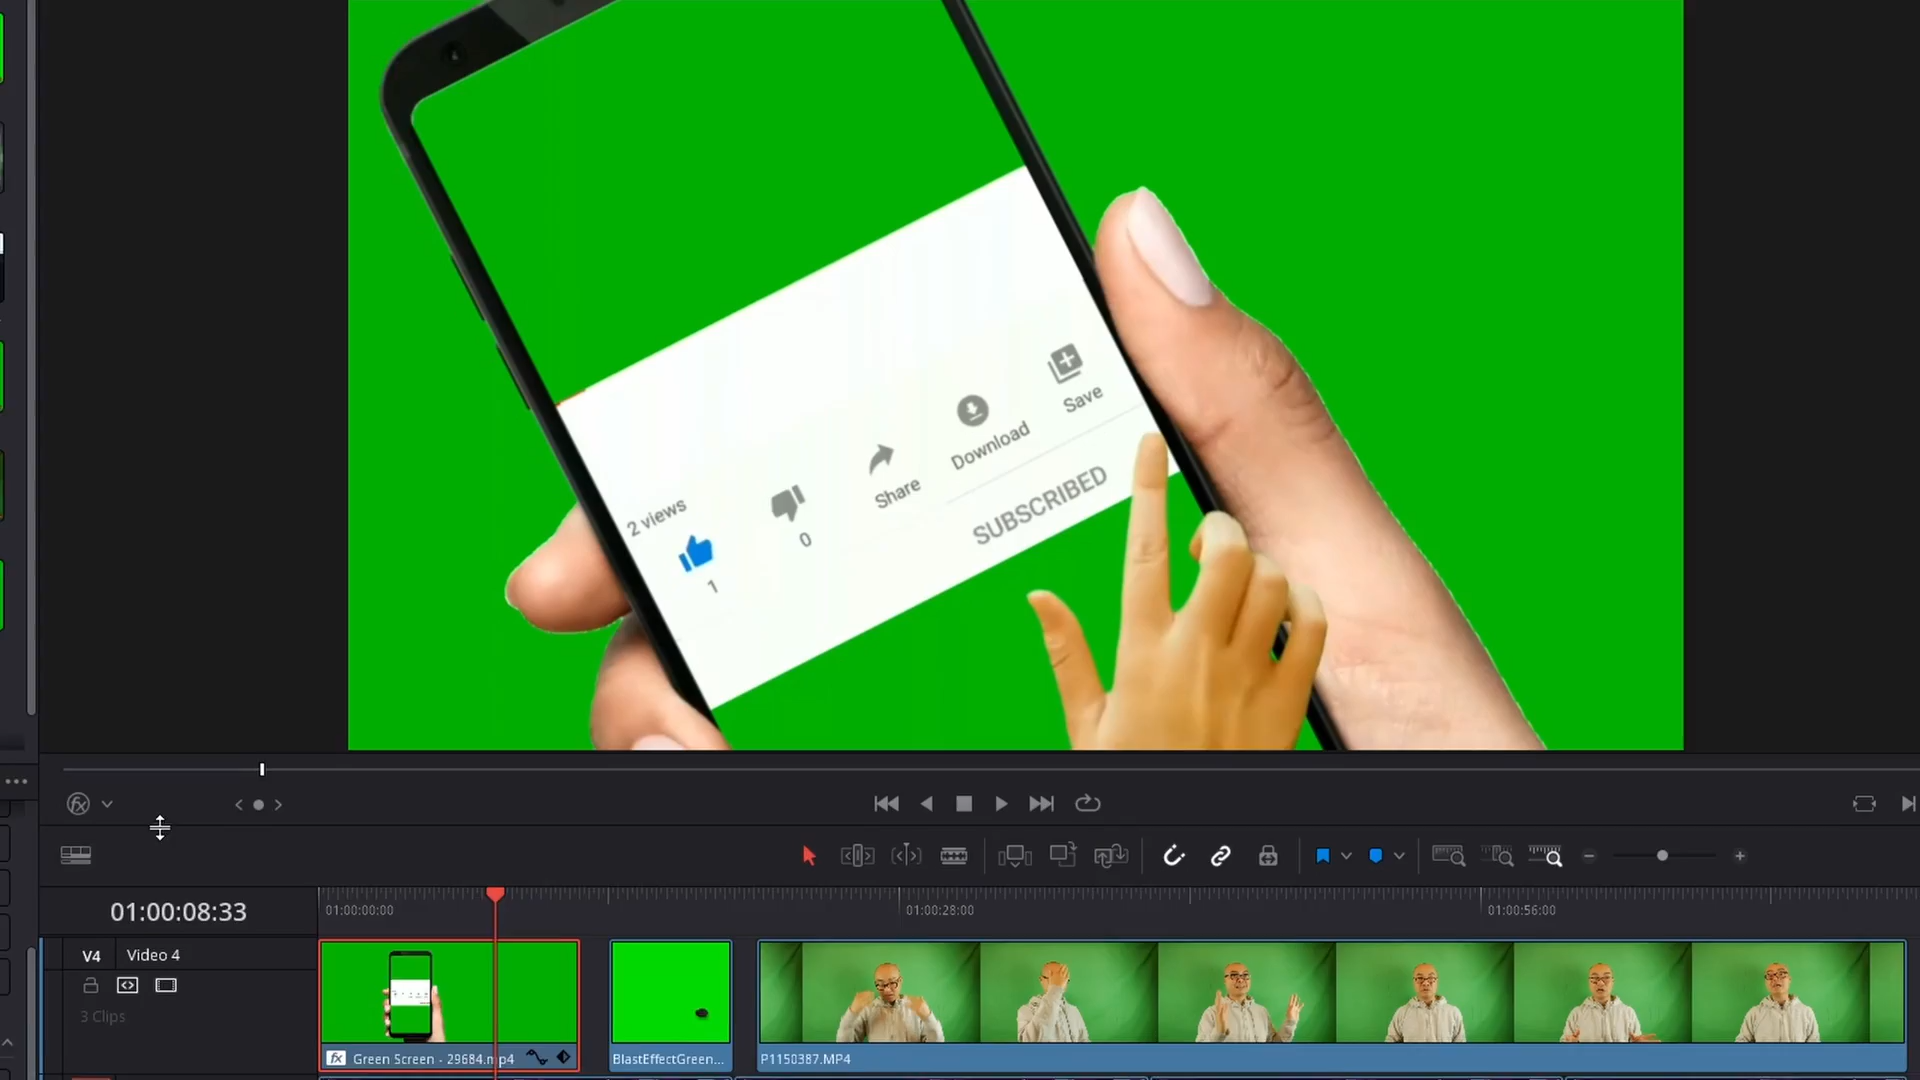 2 views
1
0
Share
Download
Save
SUBSCRIBED
01:00:08:33
01:00:00:00
01:00:28:00
01:00:56:00
V4
Video 4
3 Clips
fx
Green Screen - 29684.mp4
BlastEffectGreen...
P1150387.MP4